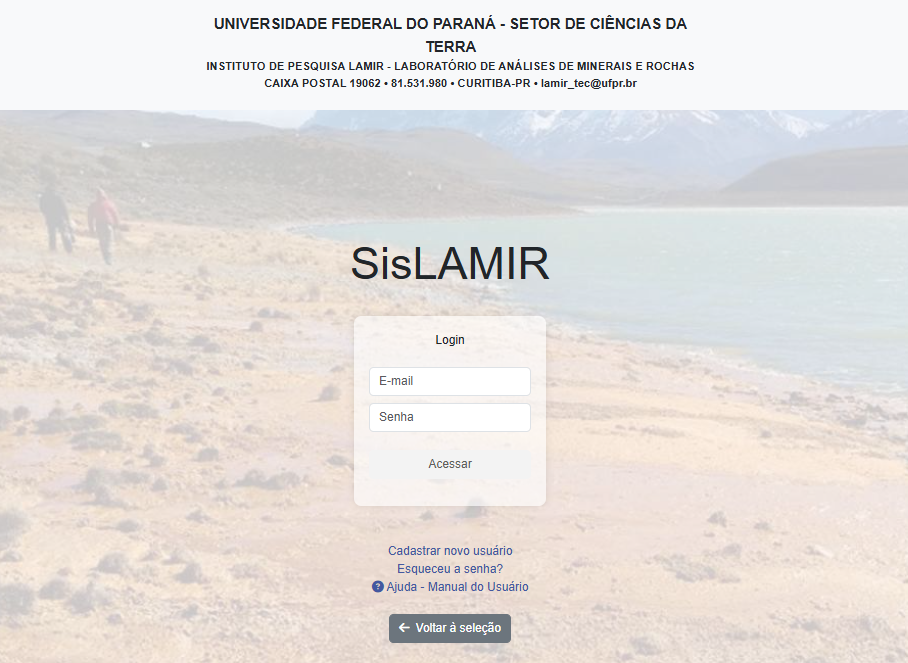 UNIVERSIDADE FEDERAL DO PARANÁ - SETOR DE CIÊNCIAS DA
TERRA
INSTITUTO DE PESQUISA LAMIR - LABORATÓRIO DE ANÁLISES DE MINERAIS E ROCHAS
CAIXA POSTAL 19062 • 81.531.980 • CURITIBA-PR • lamir_tec@ufpr.br
SisLAMIR
Login
E-mail
Senha
Acessar
Cadastrar novo usuário
Esqueceu a senha?
Ajuda - Manual do Usuário
Voltar à seleção